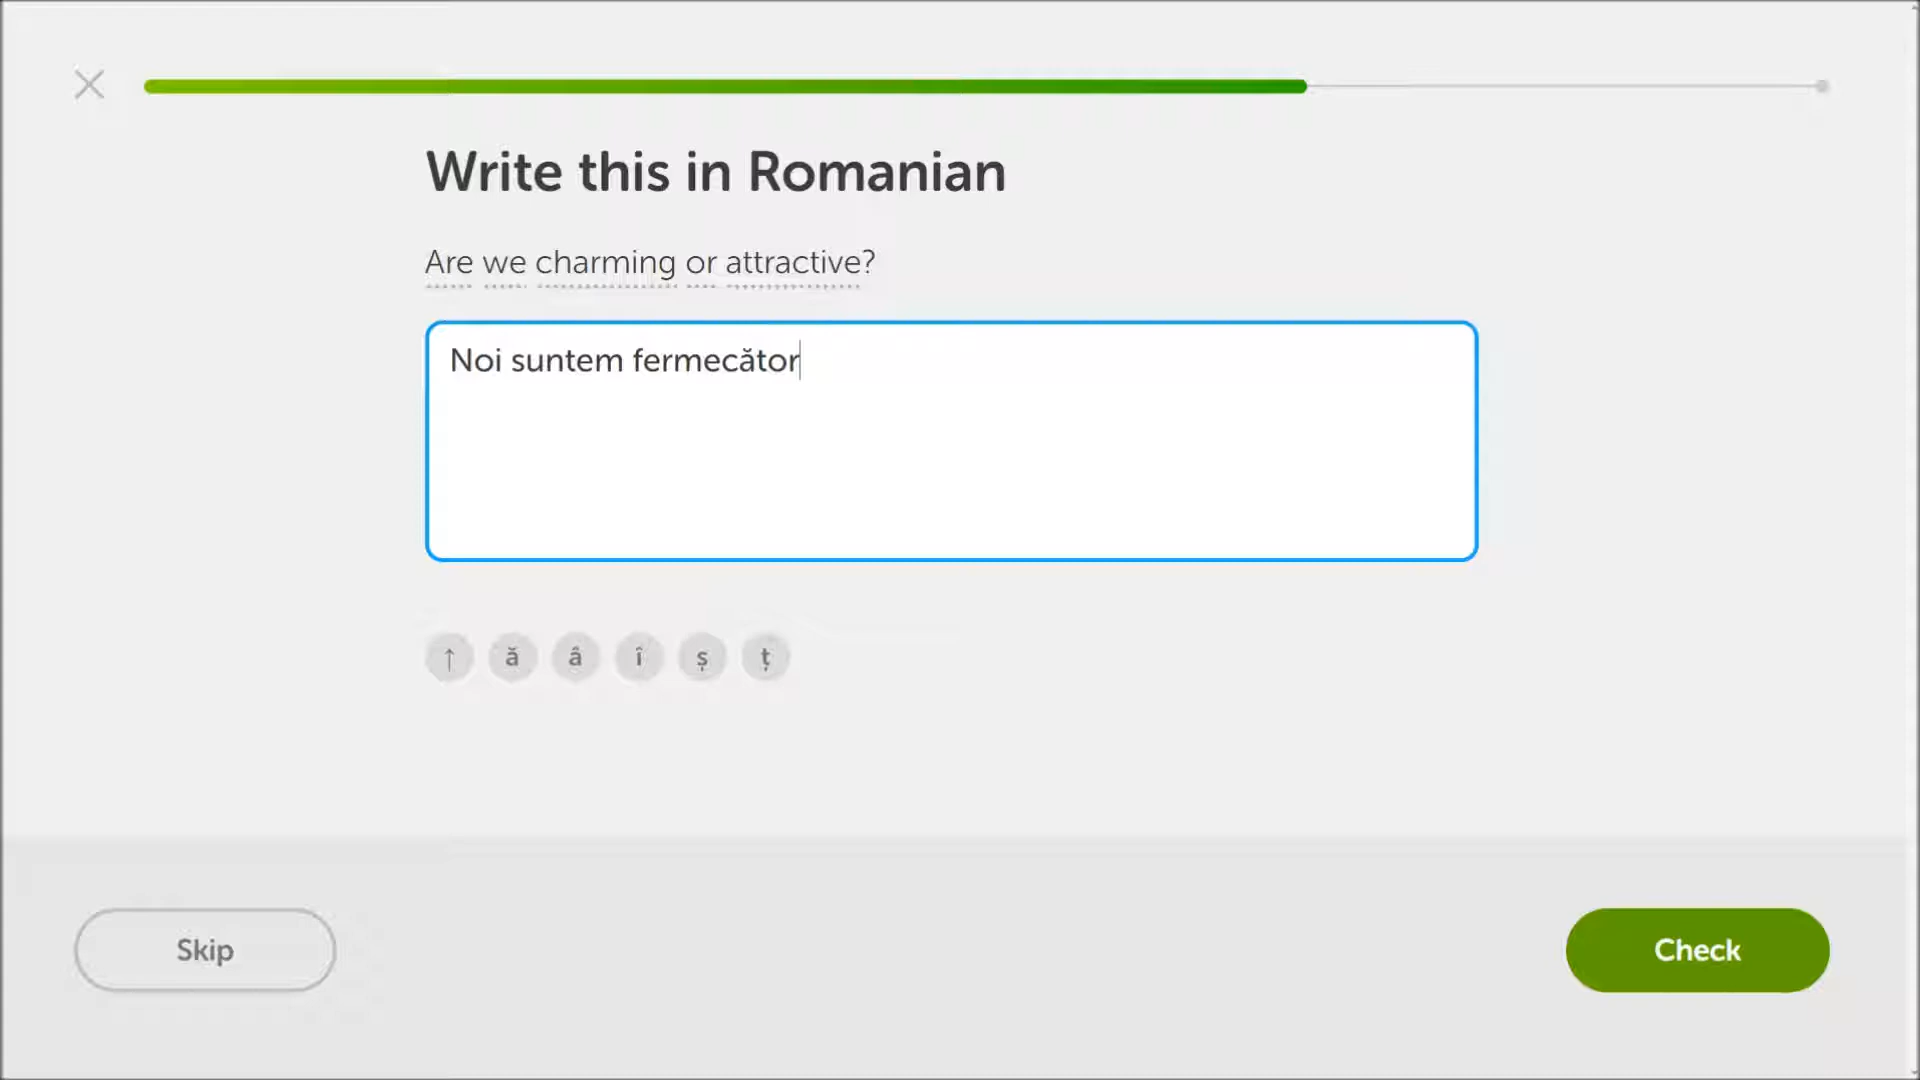 Write this in Romanian
Are we charming or attractive?
Noi suntem fermecător
↑ ă â î ș ț
Skip
Check